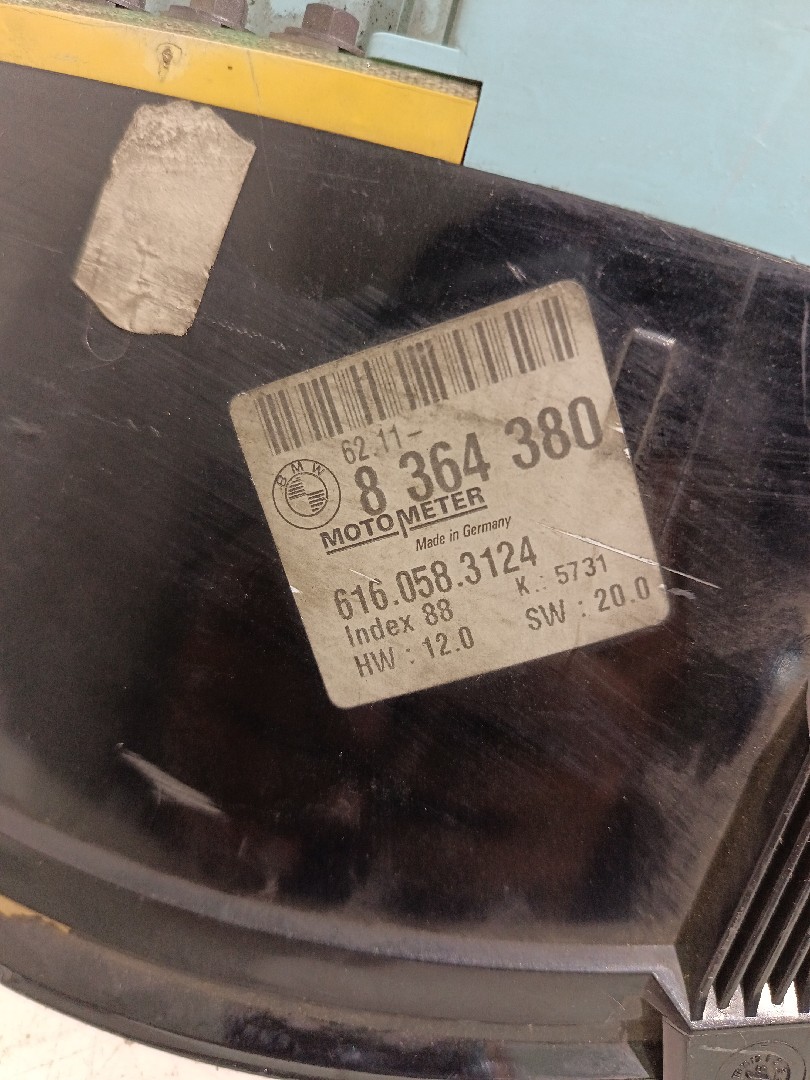 62.11-
BMW
8 364 380
MOTOMETER
Made in Germany
616.058.3124
Index 88 K.: 5731
HW : 12.0 SW : 20.0